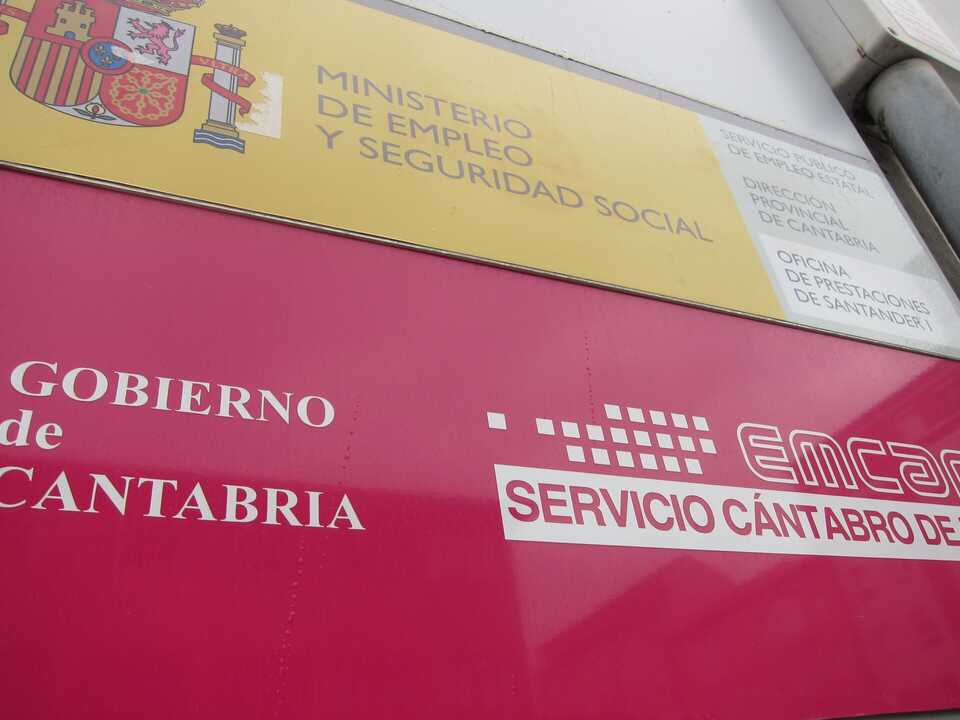 VLTRA
MINISTERIO
DE EMPLEO
Y SEGURIDAD SOCIAL
SERVICIO PÚBLICO
DE EMPLEO ESTATAL
DIRECCIÓN
PROVINCIAL
DE CANTABRIA
OFICINA
DE PRESTACIONES
DE SANTANDER I
GOBIERNO
de
CANTABRIA
SERVICIO CÁNTABRO DE